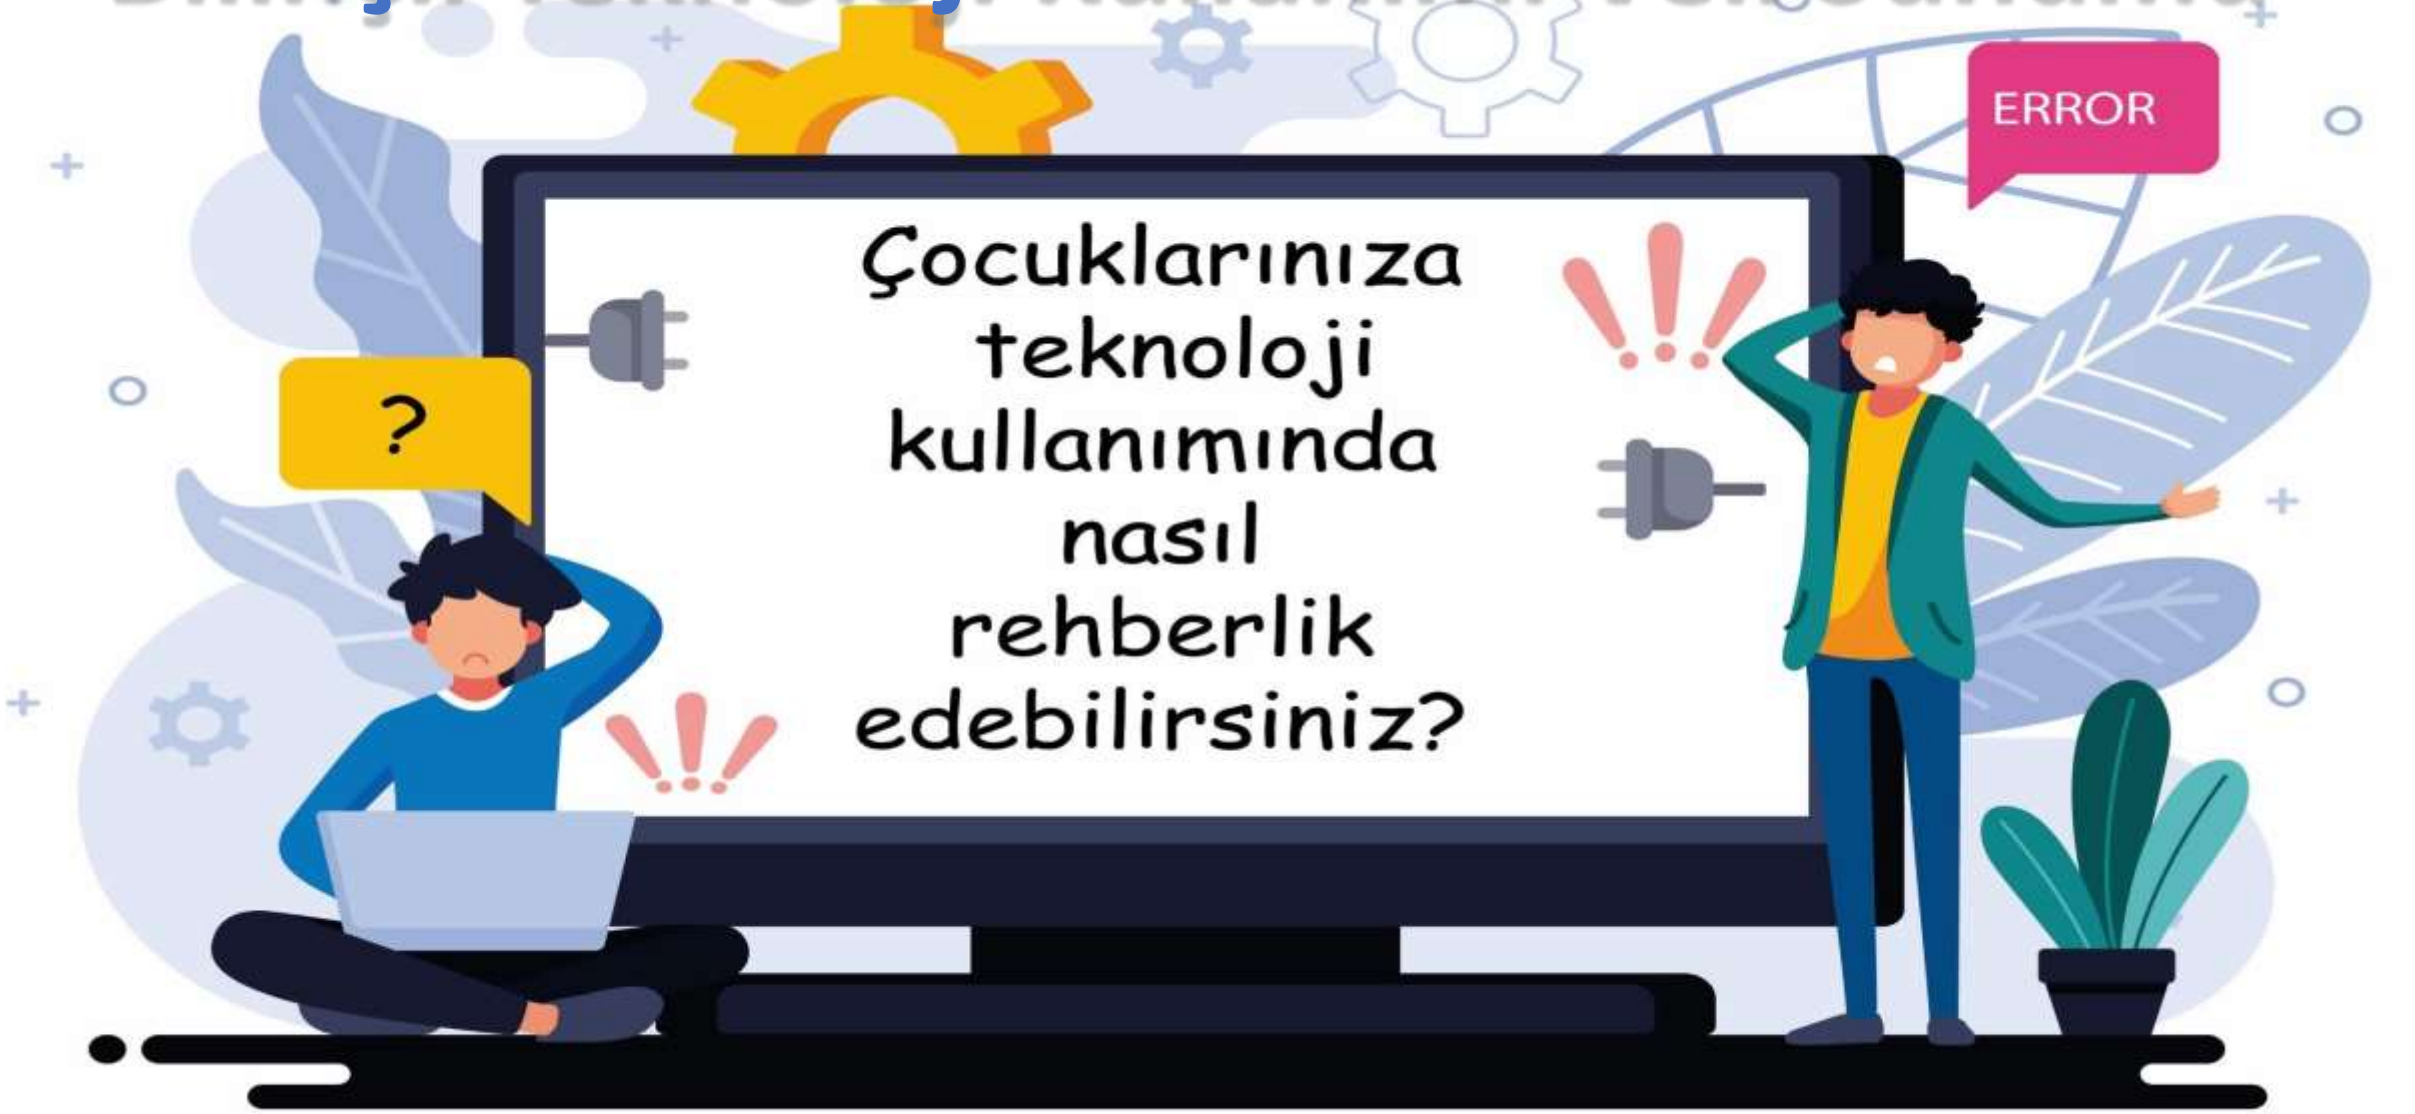 ERROR
Çocuklarınıza
teknoloji
kullanımında
nasıl
rehberlik
edebilirsiniz?
?